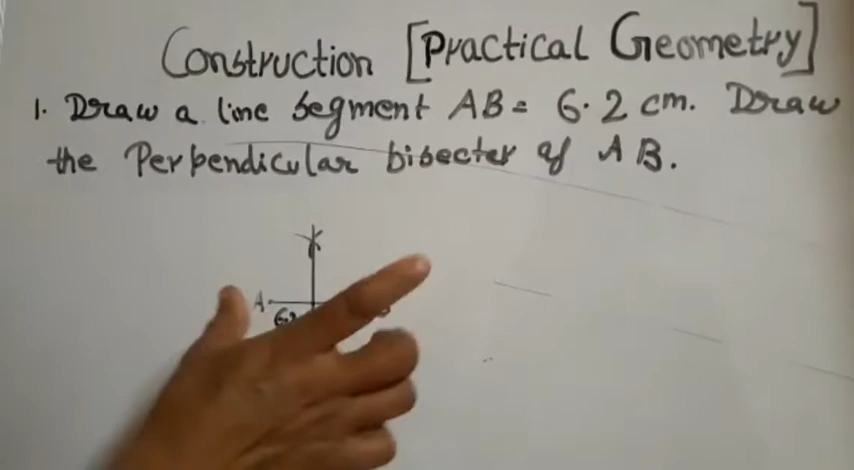 Construction [Practical Geometry]
1. Draw a line segment AB = 6.2 cm. Draw
the Perpendicular bisecter of AB.
A